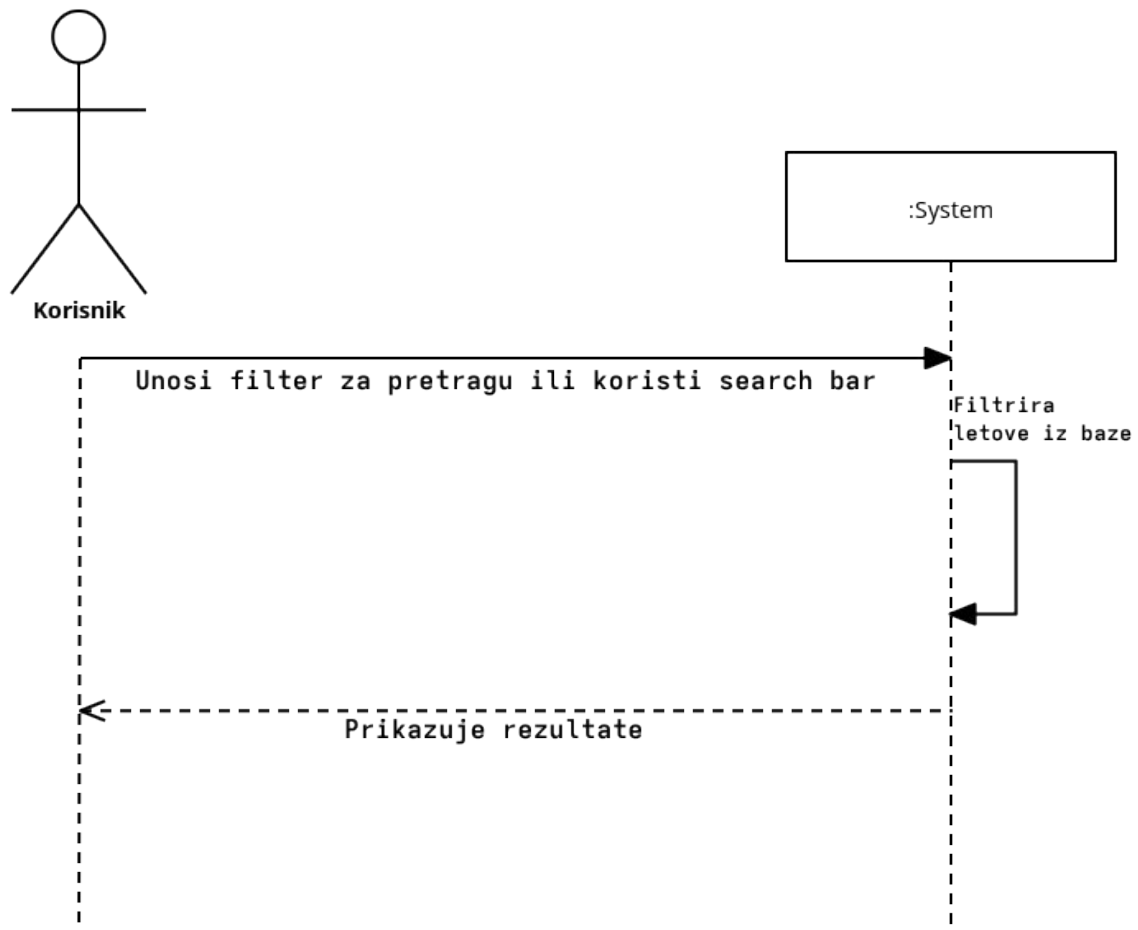 :System
Korisnik
Unosi filter za pretragu ili koristi search bar
Filtrira
letove iz baze
Prikazuje rezultate